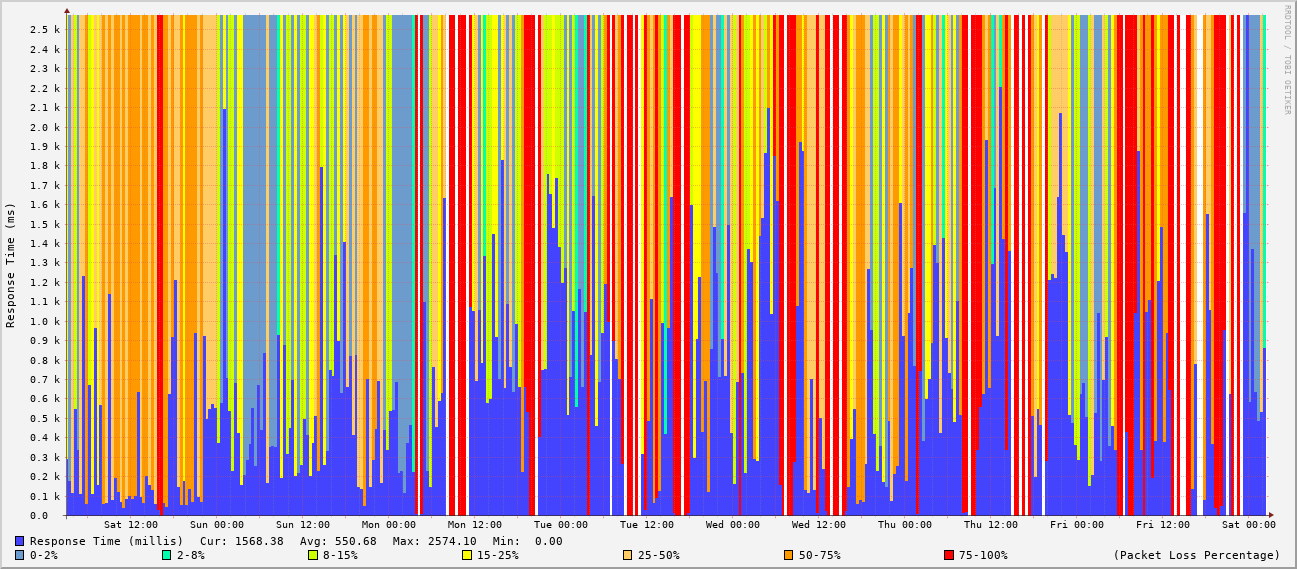 RRDTOOL / TOBI OETIKER
Response Time (ms)
2.5 k
2.4 k
2.3 k
2.2 k
2.1 k
2.0 k
1.9 k
1.8 k
1.7 k
1.6 k
1.5 k
1.4 k
1.3 k
1.2 k
1.1 k
1.0 k
0.9 k
0.8 k
0.7 k
0.6 k
0.5 k
0.4 k
0.3 k
0.2 k
0.1 k
0.0
Sat 12:00 Sun 00:00 Sun 12:00 Mon 00:00 Mon 12:00 Tue 00:00 Tue 12:00 Wed 00:00 Wed 12:00 Thu 00:00 Thu 12:00 Fri 00:00 Fri 12:00 Sat 00:00
Response Time (millis) Cur: 1568.38 Avg: 550.68 Max: 2574.10 Min: 0.00
0-2% 2-8% 8-15% 15-25% 25-50% 50-75% 75-100% (Packet Loss Percentage)